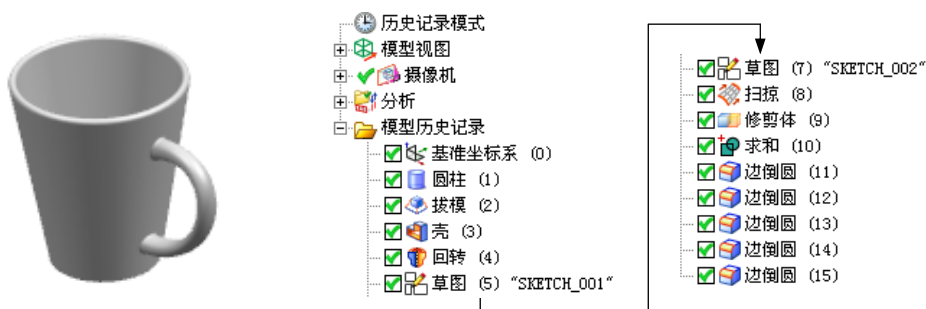 历史记录模式
模型视图
摄像机
分析
模型历史记录
基准坐标系 (0)
圆柱 (1)
拔模 (2)
壳 (3)
回转 (4)
草图 (5) "SKETCH_001"
草图 (7) "SKETCH_002"
扫掠 (8)
修剪体 (9)
求和 (10)
边倒圆 (11)
边倒圆 (12)
边倒圆 (13)
边倒圆 (14)
边倒圆 (15)